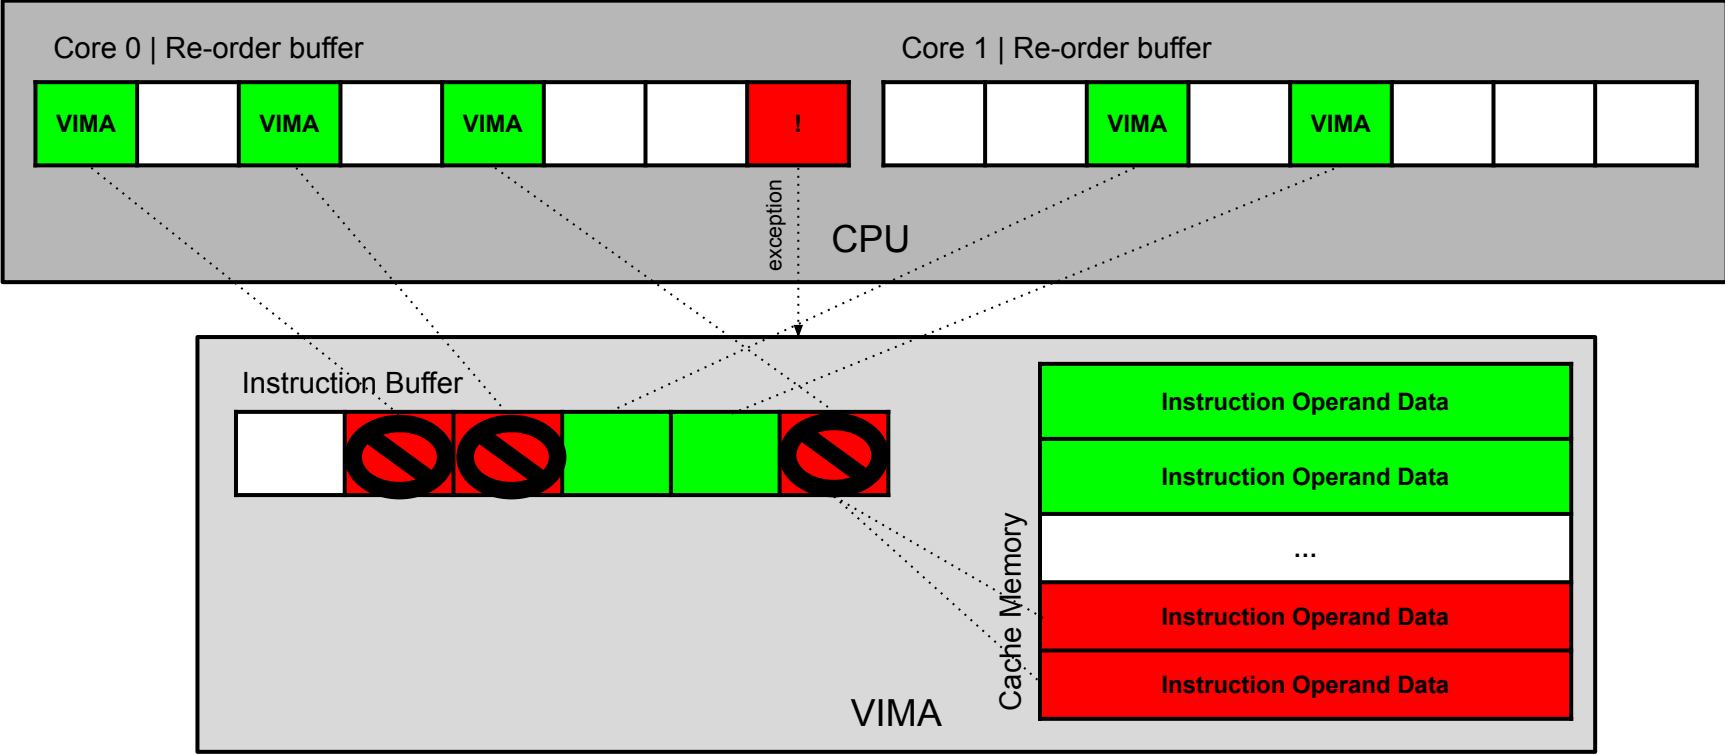 Core 0 | Re-order buffer
Core 1 | Re-order buffer
VIMA
VIMA
VIMA
!
VIMA
VIMA
exception
CPU
Instruction Buffer
Instruction Operand Data
Instruction Operand Data
...
Instruction Operand Data
Instruction Operand Data
Cache Memory
VIMA